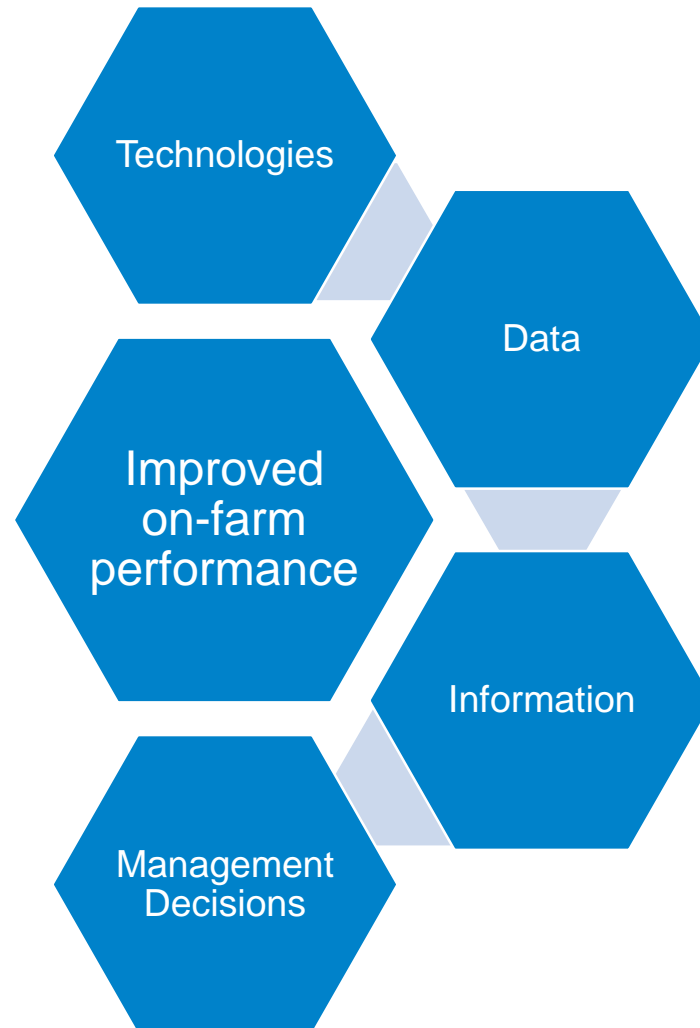 Technologies
Data
Improved
on-farm
performance
Information
Management
Decisions